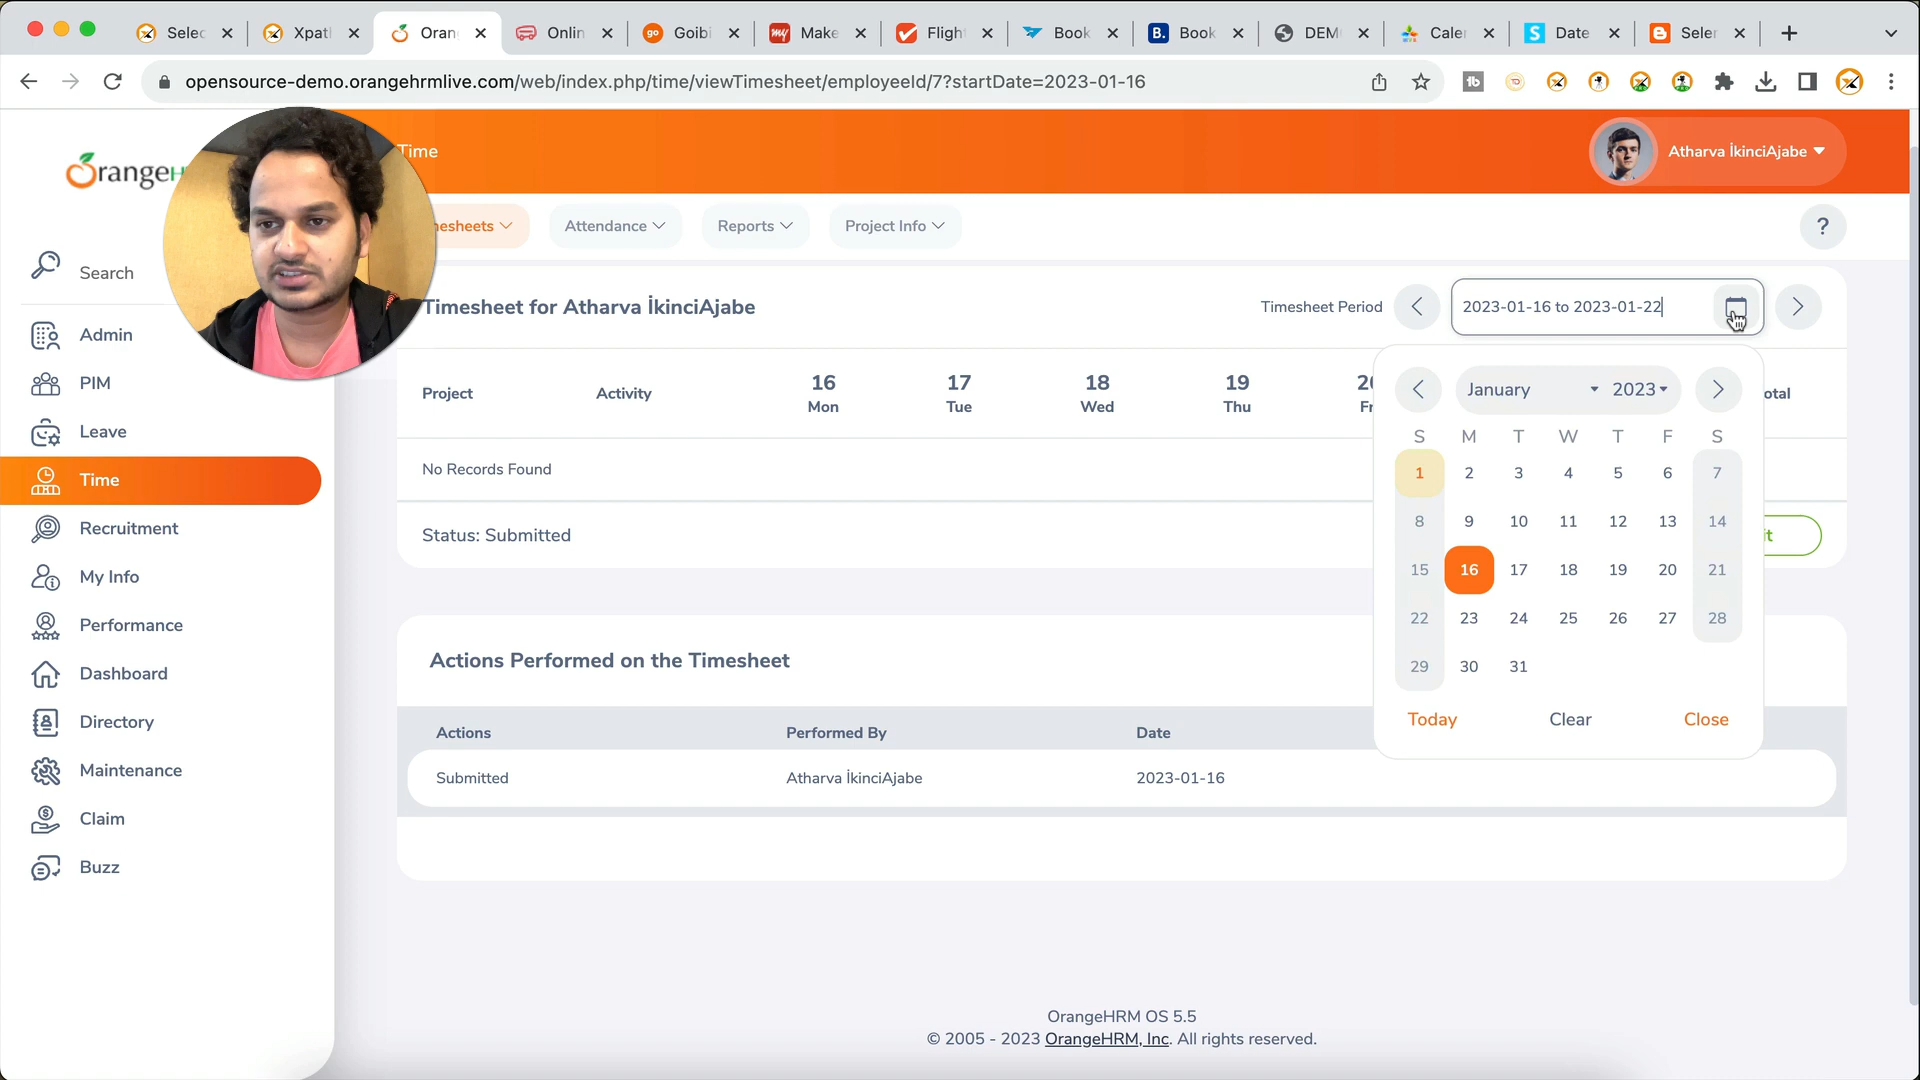 Selec
Xpath
Oran
Onlin
Goibi
Make
Fligh
Book
Book
DEM
Caler
Date
Seler
opensource-demo.orangehrmlive.com/web/index.php/time/viewTimesheet/employeeId/7?startDate=2023-01-16
OrangeH
Time
Atharva İkinciAjabe
mesheets
Attendance
Reports
Project Info
?
Search
Admin
PIM
Leave
Time
Recruitment
My Info
Performance
Dashboard
Directory
Maintenance
Claim
Buzz
Timesheet for Atharva İkinciAjabe
Timesheet Period
2023-01-16 to 2023-01-22
Project Activity 16 17 18 19 20 otal
Mon Tue Wed Thu Fr
No Records Found
Status: Submitted
it
January 2023
S M T W T F S
1 2 3 4 5 6 7
8 9 10 11 12 13 14
15 16 17 18 19 20 21
22 23 24 25 26 27 28
29 30 31
Today Clear Close
Actions Performed on the Timesheet
Actions Performed By Date
Submitted Atharva İkinciAjabe 2023-01-16
OrangeHRM OS 5.5
© 2005 - 2023 OrangeHRM, Inc. All rights reserved.